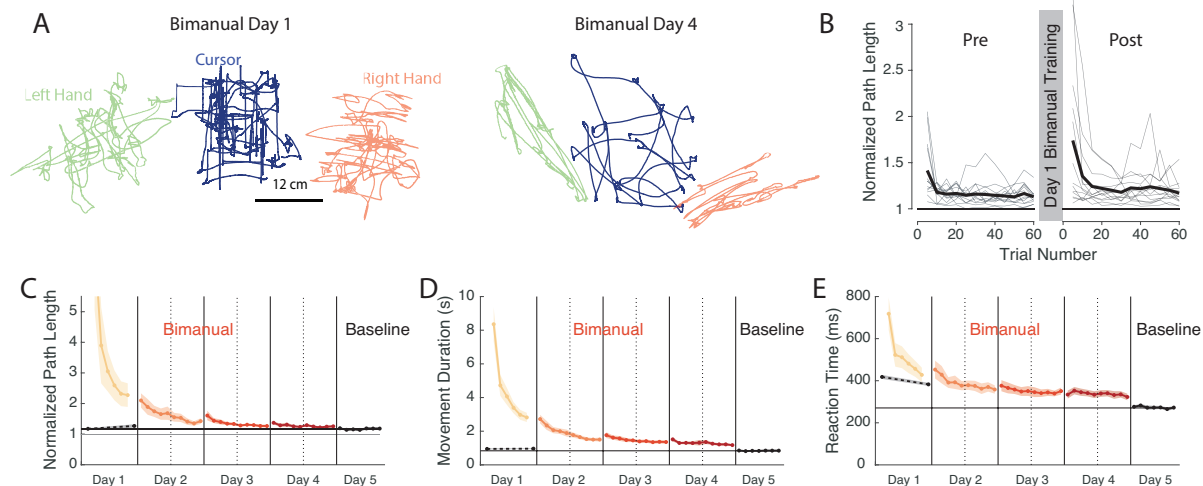 A
Bimanual Day 1
Bimanual Day 4
Left Hand
Cursor
Right Hand
12 cm
B
Normalized Path Length
3
2
1.5
1
Pre
Day 1 Bimanual Training
Post
0 20 40 60
0 20 40 60
Trial Number
C
Normalized Path Length
5
4
3
2
1
0
Bimanual
Baseline
Day 1 Day 2 Day 3 Day 4 Day 5
D
Movement Duration (s)
10
8
6
4
2
0
Bimanual
Baseline
Day 1 Day 2 Day 3 Day 4 Day 5
E
Reaction Time (ms)
800
600
400
200
0
Bimanual
Baseline
Day 1 Day 2 Day 3 Day 4 Day 5